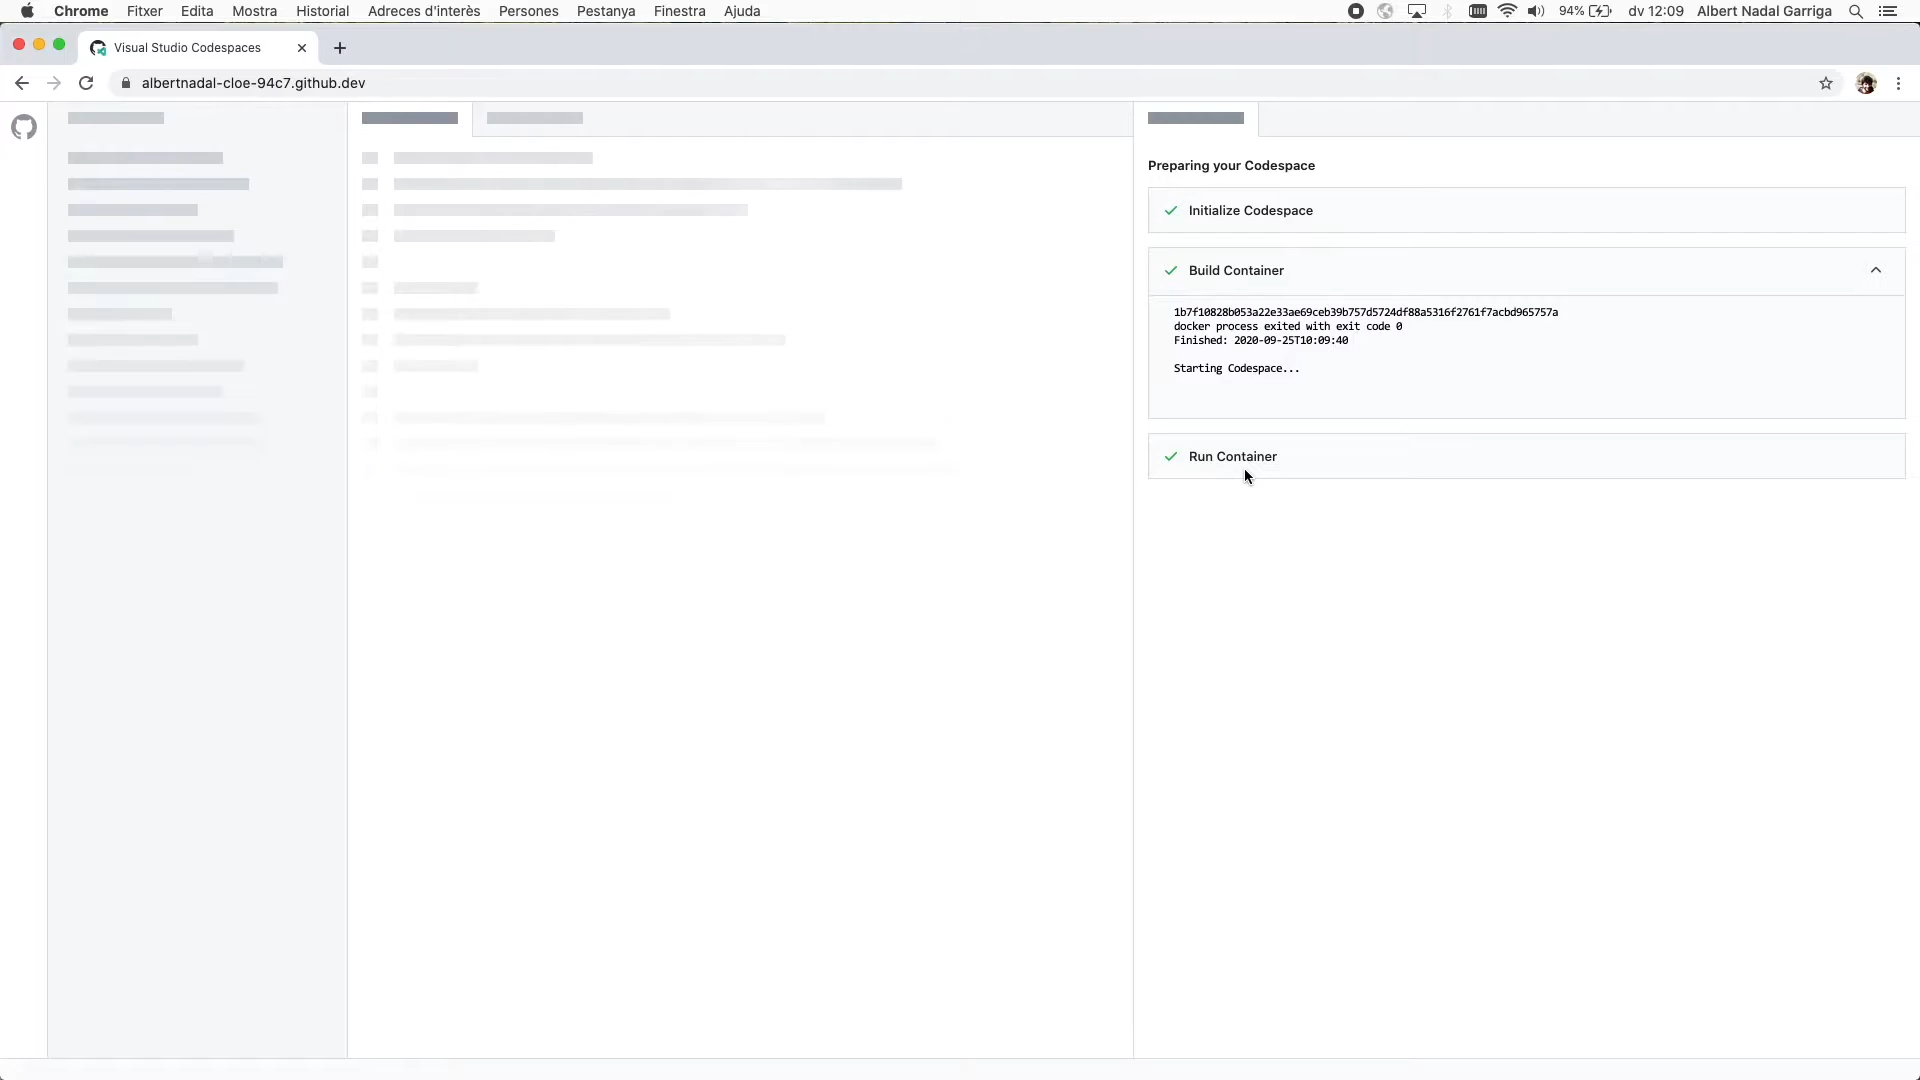 Chrome Fitxer Edita Mostra Historial Adreces d'interès Persones Pestanya Finestra Ajuda 94% dv 12:09 Albert Nadal Garriga
Visual Studio Codespaces
albertnadal-cloe-94c7.github.dev
Preparing your Codespace
Initialize Codespace
Build Container
1b7f10828b053a22e33ae69ceb39b757d5724df88a5316f2761f7acbd965757a
docker process exited with exit code 0
Finished: 2020-09-25T10:09:40
Starting Codespace...
Run Container